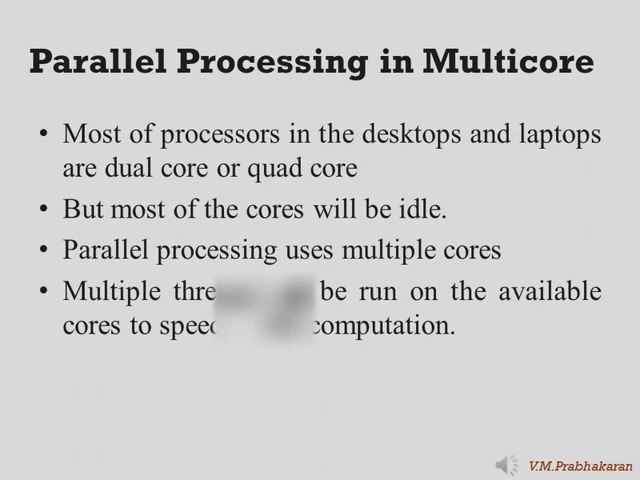 Parallel Processing in Multicore
• Most of processors in the desktops and laptops
are dual core or quad core
• But most of the cores will be idle.
• Parallel processing uses multiple cores
• Multiple be run on the available
cores to computation.
V.M.Prabhakaran